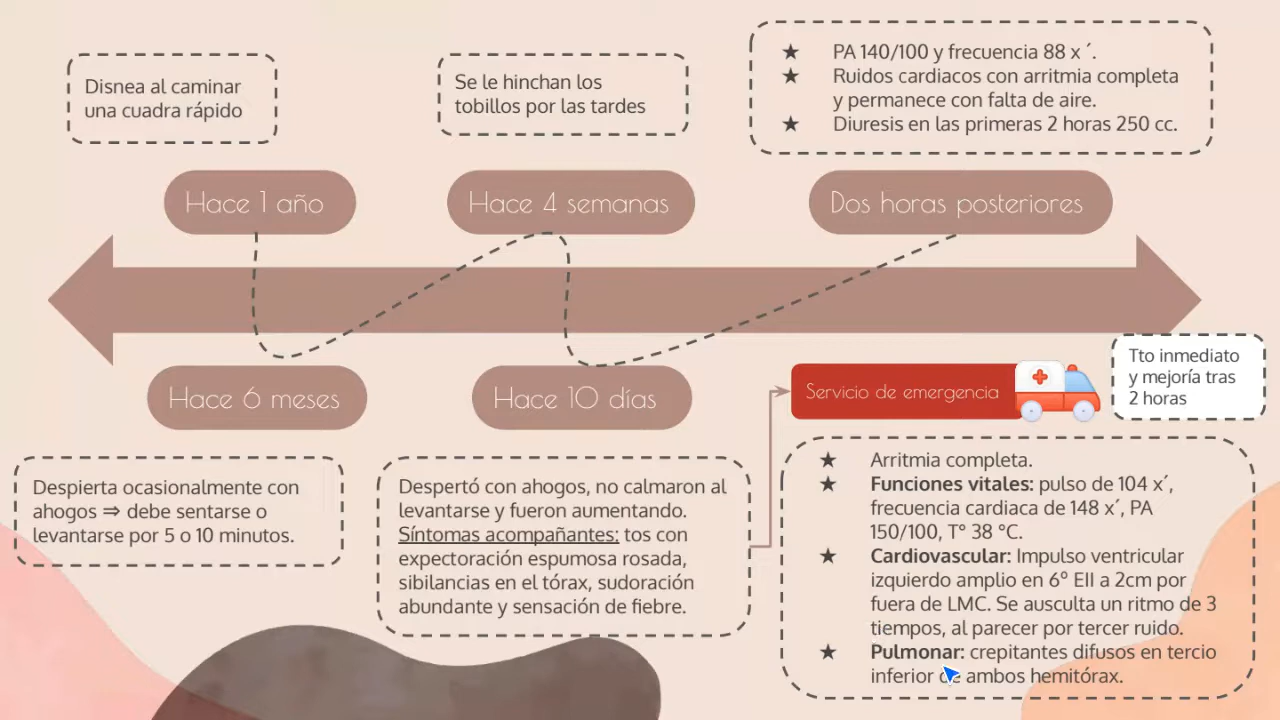 Disnea al caminar
una cuadra rápido
Hace 1 año
Hace 6 meses
Despierta ocasionalmente con
ahogos ⇒ debe sentarse o
levantarse por 5 o 10 minutos.
Se le hinchan los
tobillos por las tardes
Hace 4 semanas
Hace 10 días
Despertó con ahogos, no calmaron al
levantarse y fueron aumentando.
Síntomas acompañantes: tos con
expectoración espumosa rosada,
sibilancias en el tórax, sudoración
abundante y sensación de fiebre.
Servicio de emergencia
Tto inmediato
y mejoría tras
2 horas
★ Arritmia completa.
★ Funciones vitales: pulso de 104 x´,
frecuencia cardiaca de 148 x´, PA
150/100, T° 38 °C.
★ Cardiovascular: Impulso ventricular
izquierdo amplio en 6º EII a 2cm por
fuera de LMC. Se ausculta un ritmo de 3
tiempos, al parecer por tercer ruido.
★ Pulmonar: crepitantes difusos en tercio
inferior de ambos hemitórax.
★ PA 140/100 y frecuencia 88 x ´.
★ Ruidos cardiacos con arritmia completa
y permanece con falta de aire.
★ Diuresis en las primeras 2 horas 250 cc.
Dos horas posteriores